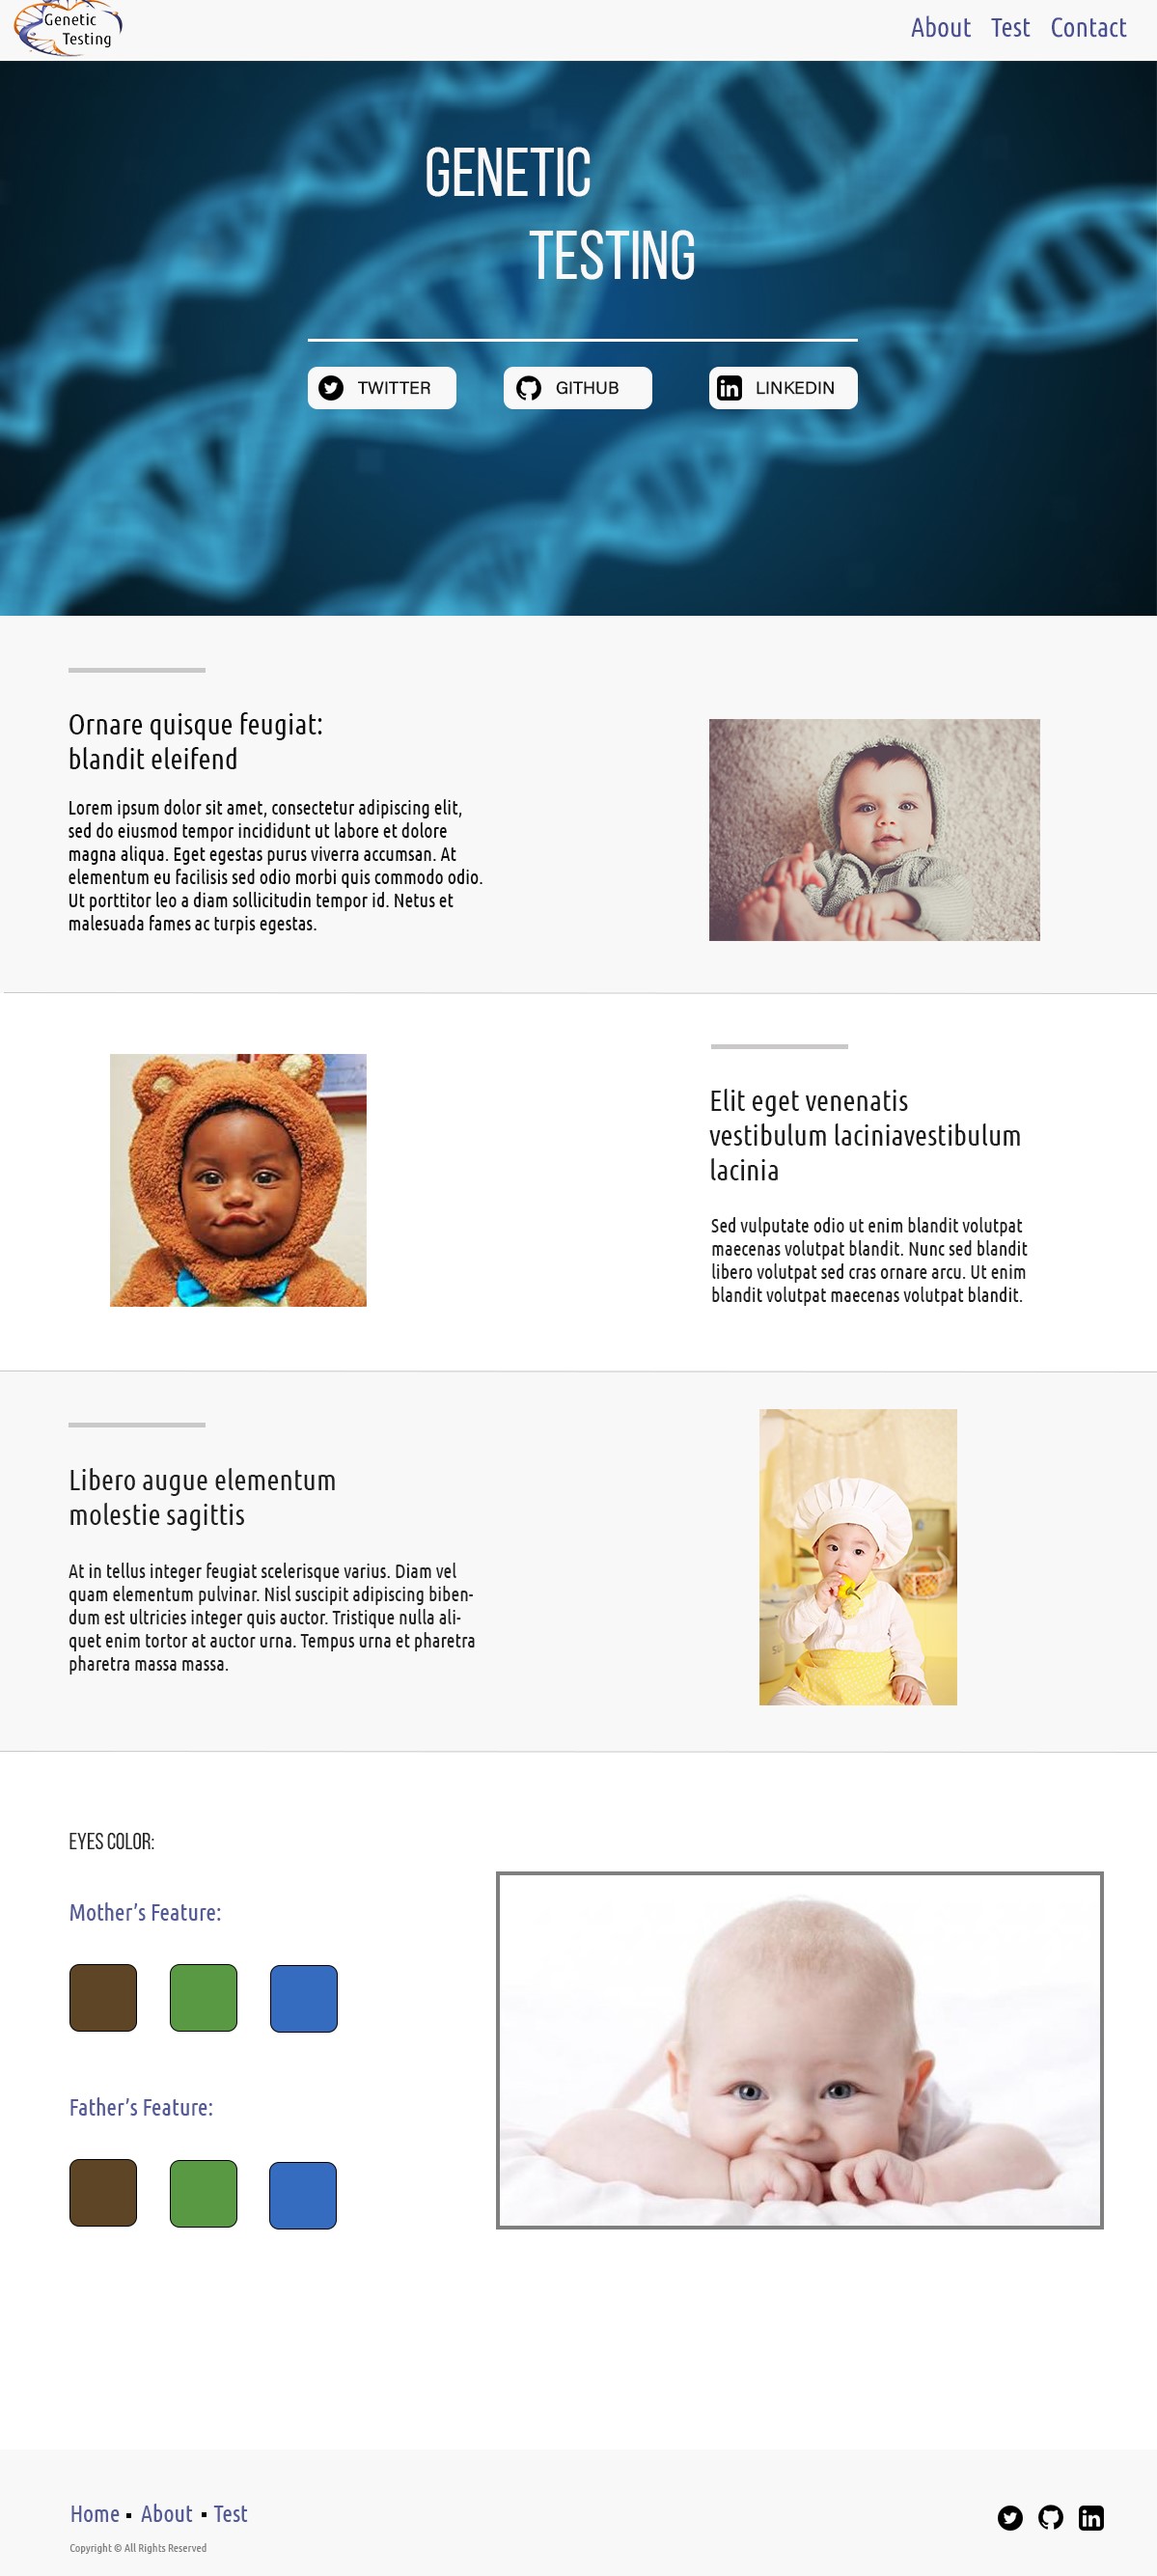 Genetic
Testing
About Test Contact
GENETIC
TESTING
TWITTER GITHUB LINKEDIN
Ornare quisque feugiat:
blandit eleifend
Lorem ipsum dolor sit amet, consectetur adipiscing elit,
sed do eiusmod tempor incididunt ut labore et dolore
magna aliqua. Eget egestas purus viverra accumsan. At
elementum eu facilisis sed odio morbi quis commodo odio.
Ut porttitor leo a diam sollicitudin tempor id. Netus et
malesuada fames ac turpis egestas.
Elit eget venenatis
vestibulum laciniavestibulum
lacinia
Sed vulputate odio ut enim blandit volutpat
maecenas volutpat blandit. Nunc sed blandit
libero volutpat sed cras ornare arcu. Ut enim
blandit volutpat maecenas volutpat blandit.
Libero augue elementum
molestie sagittis
At in tellus integer feugiat scelerisque varius. Diam vel
quam elementum pulvinar. Nisl suscipit adipiscing biben-
dum est ultricies integer quis auctor. Tristique nulla ali-
quet enim tortor at auctor urna. Tempus urna et pharetra
pharetra massa massa.
EYES COLOR:
Mother’s Feature:
Father’s Feature:
Home ▪ About ▪ Test
Copyright © All Rights Reserved